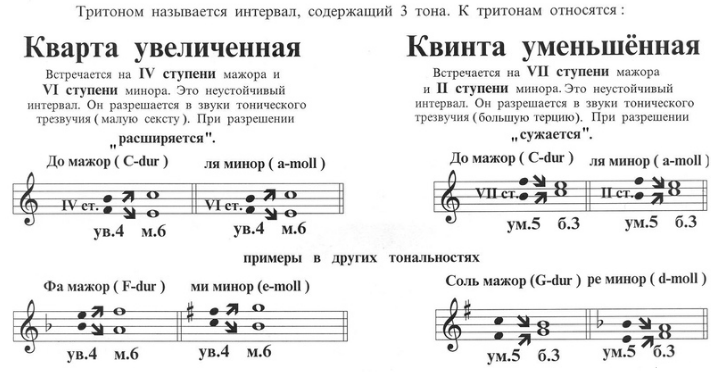 Тритоном называется интервал, содержащий 3 тона. К тритонам относятся :
Кварта увеличенная
Встречается на IV ступени мажора и
VI ступени минора. Это неустойчивый
интервал. Он разрешается в звуки тонического
трезвучия (малую сексту). При разрешении
„расширяется".
До мажор ( C-dur )
ля минор ( a-moll )
IV ст.
VI ст.
ув.4 м.6
ув.4 м.6
Квинта уменьшённая
Встречается на VII ступени мажора
и II ступени минора. Это неустойчивый
интервал. Он разрешается в звуки тонического
трезвучия (большую терцию). При разрешении
„сужается".
До мажор ( C-dur )
ля минор ( a-moll )
VII ст.
II ст.
ум.5 б.3
ум.5 б.3
примеры в других тональностях
Фа мажор ( F-dur )
ми минор (e-moll )
ув.4 м.6
ув.4 м.6
Соль мажор (G-dur )
ре минор ( d-moll )
ум.5 б.3
ум.5 б.3